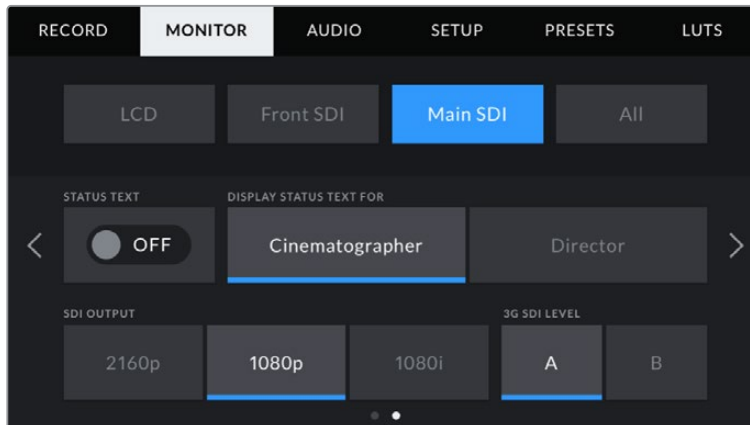 RECORD MONITOR AUDIO SETUP PRESETS LUTS
LCD Front SDI Main SDI All
STATUS TEXT DISPLAY STATUS TEXT FOR
OFF Cinematographer Director
SDI OUTPUT 3G SDI LEVEL
2160p 1080p 1080i A B